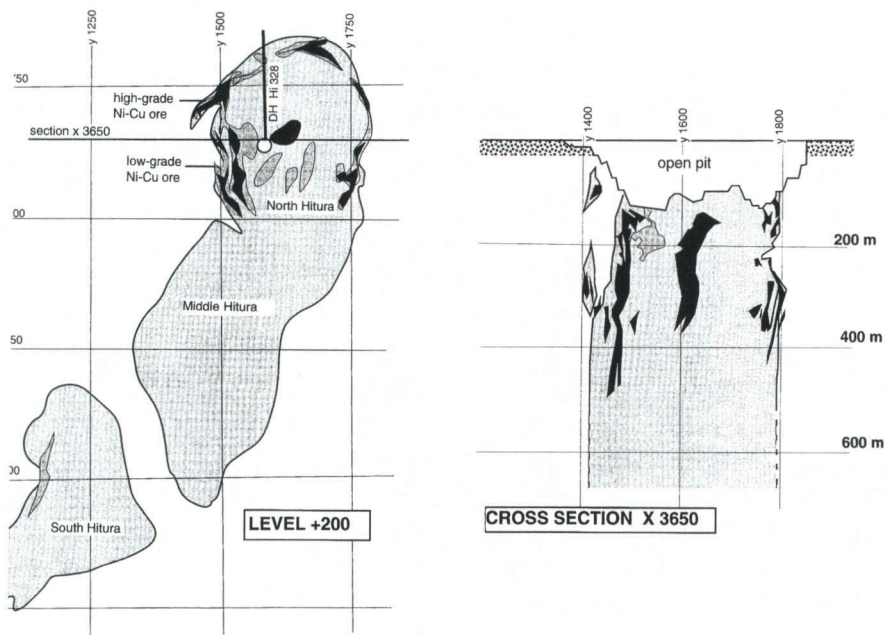 y 1250
y 1500
y 1750
'50
high-grade
Ni-Cu ore
DH Hi 328
section x 3650
low-grade
Ni-Cu ore
North Hitura
00
Middle Hitura
50
00
South Hitura
LEVEL +200
y 1400
y 1600
y 1800
open pit
200 m
400 m
600 m
CROSS SECTION X 3650